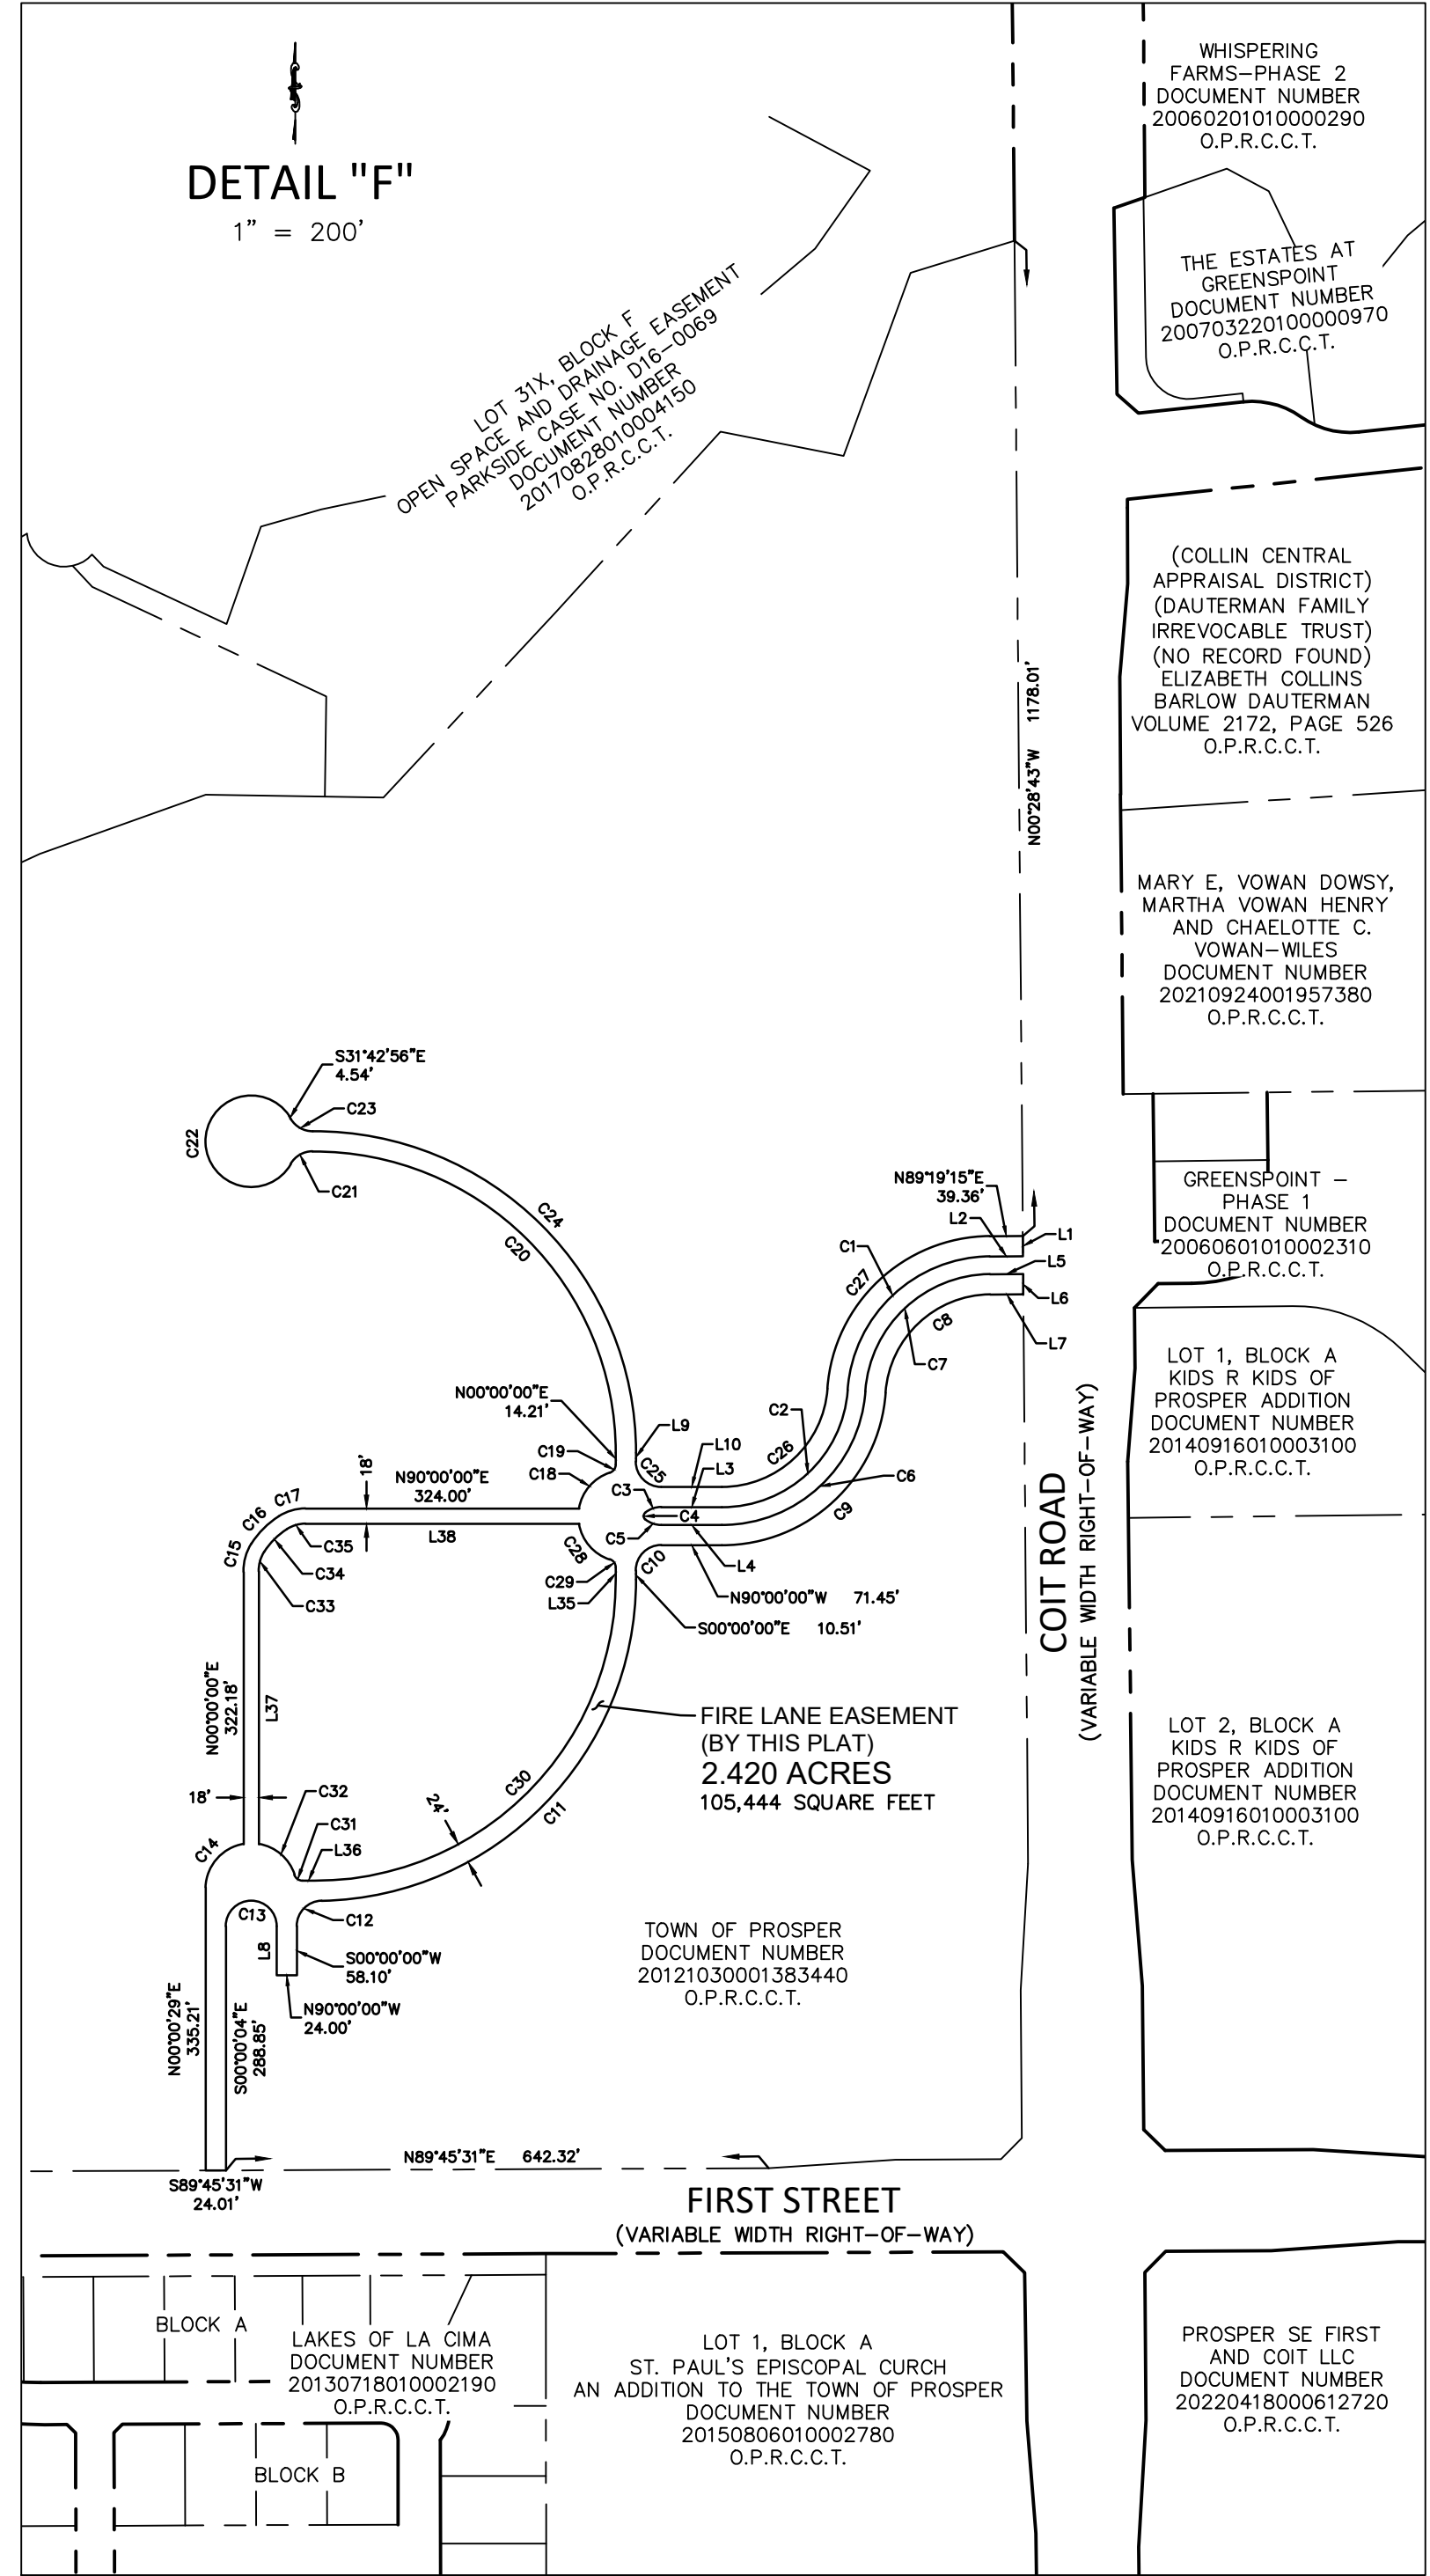 DETAIL "F"
1" = 200'
WHISPERING
FARMS-PHASE 2
DOCUMENT NUMBER
20060201010000290
O.P.R.C.C.T.
THE ESTATES AT
GREENSPOINT
DOCUMENT NUMBER
200703220100000970
O.P.R.C.C.T.
LOT 31X, BLOCK F
OPEN SPACE AND DRAINAGE EASEMENT
PARKSIDE CASE NO. D16-0069
DOCUMENT NUMBER
20170828010004150
O.P.R.C.C.T.
(COLLIN CENTRAL
APPRAISAL DISTRICT)
(DAUTERMAN FAMILY
IRREVOCABLE TRUST)
(NO RECORD FOUND)
ELIZABETH COLLINS
BARLOW DAUTERMAN
VOLUME 2172, PAGE 526
O.P.R.C.C.T.
N00°28'43"W 1178.01'
MARY E, VOWAN DOWSY,
MARTHA VOWAN HENRY
AND CHAELOTTE C.
VOWAN-WILES
DOCUMENT NUMBER
20210924001957380
O.P.R.C.C.T.
S31°42'56"E
4.54'
C23
C22
C21
C24
C20
N89°19'15"E
39.36'
L2
L1
C1
L5
C27
L6
C8
L7
C7
GREENSPOINT -
PHASE 1
DOCUMENT NUMBER
20060601010002310
O.P.R.C.C.T.
LOT 1, BLOCK A
KIDS R KIDS OF
PROSPER ADDITION
DOCUMENT NUMBER
20140916010003100
O.P.R.C.C.T.
N00°00'00"E
14.21'
C2
L9
C19
L10
C26
C18
C25
L3
C6
18'
N90°00'00"E
324.00'
C3
C4
C17
C16
C15
C5
C9
L38
C35
C28
C10
L4
C34
C29
C33
L35
N90°00'00"W 71.45'
S00°00'00"E 10.51'
COIT ROAD
(VARIABLE WIDTH RIGHT-OF-WAY)
N00°00'00"E
322.18'
L37
FIRE LANE EASEMENT
(BY THIS PLAT)
2.420 ACRES
105,444 SQUARE FEET
LOT 2, BLOCK A
KIDS R KIDS OF
PROSPER ADDITION
DOCUMENT NUMBER
20140916010003100
O.P.R.C.C.T.
18'
C32
C30
C11
24'
C31
L36
C14
C13
C12
L8
S00°00'00"W
58.10'
N90°00'00"W
24.00'
TOWN OF PROSPER
DOCUMENT NUMBER
20121030001383440
O.P.R.C.C.T.
N00°00'29"E
335.21'
S00°00'04"E
288.85'
N89°45'31"E 642.32'
S89°45'31"W
24.01'
FIRST STREET
(VARIABLE WIDTH RIGHT-OF-WAY)
BLOCK A
LAKES OF LA CIMA
DOCUMENT NUMBER
20130718010002190
O.P.R.C.C.T.
BLOCK B
LOT 1, BLOCK A
ST. PAUL'S EPISCOPAL CURCH
AN ADDITION TO THE TOWN OF PROSPER
DOCUMENT NUMBER
20150806010002780
O.P.R.C.C.T.
PROSPER SE FIRST
AND COIT LLC
DOCUMENT NUMBER
20220418000612720
O.P.R.C.C.T.